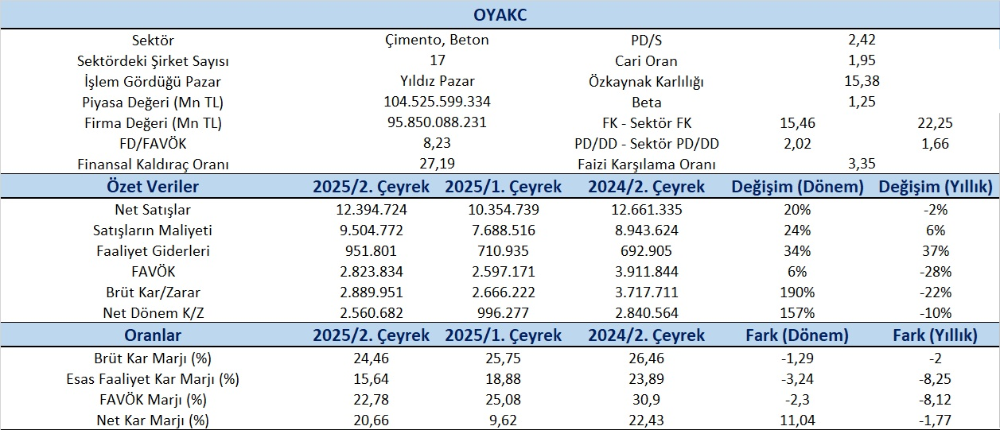 OYAKC
Sektör Çimento, Beton PD/S 2,42
Sektördeki Şirket Sayısı 17 Cari Oran 1,95
İşlem Gördüğü Pazar Yıldız Pazar Özkaynak Karlılığı 15,38
Piyasa Değeri (Mn TL) 104.525.599.334 Beta 1,25
Firma Değeri (Mn TL) 95.850.088.231 FK - Sektör FK 15,46 22,25
FD/FAVÖK 8,23 PD/DD - Sektör PD/DD 2,02 1,66
Finansal Kaldıraç Oranı 27,19 Faizi Karşılama Oranı 3,35
Özet Veriler 2025/2. Çeyrek 2025/1. Çeyrek 2024/2. Çeyrek Değişim (Dönem) Değişim (Yıllık)
Net Satışlar 12.394.724 10.354.739 12.661.335 20% -2%
Satışların Maliyeti 9.504.772 7.688.516 8.943.624 24% 6%
Faaliyet Giderleri 951.801 710.935 692.905 34% 37%
FAVÖK 2.823.834 2.597.171 3.911.844 6% -28%
Brüt Kar/Zarar 2.889.951 2.666.222 3.717.711 190% -22%
Net Dönem K/Z 2.560.682 996.277 2.840.564 157% -10%
Oranlar 2025/2. Çeyrek 2025/1. Çeyrek 2024/2. Çeyrek Fark (Dönem) Fark (Yıllık)
Brüt Kar Marjı (%) 24,46 25,75 26,46 -1,29 -2
Esas Faaliyet Kar Marjı (%) 15,64 18,88 23,89 -3,24 -8,25
FAVÖK Marjı (%) 22,78 25,08 30,9 -2,3 -8,12
Net Kar Marjı (%) 20,66 9,62 22,43 11,04 -1,77